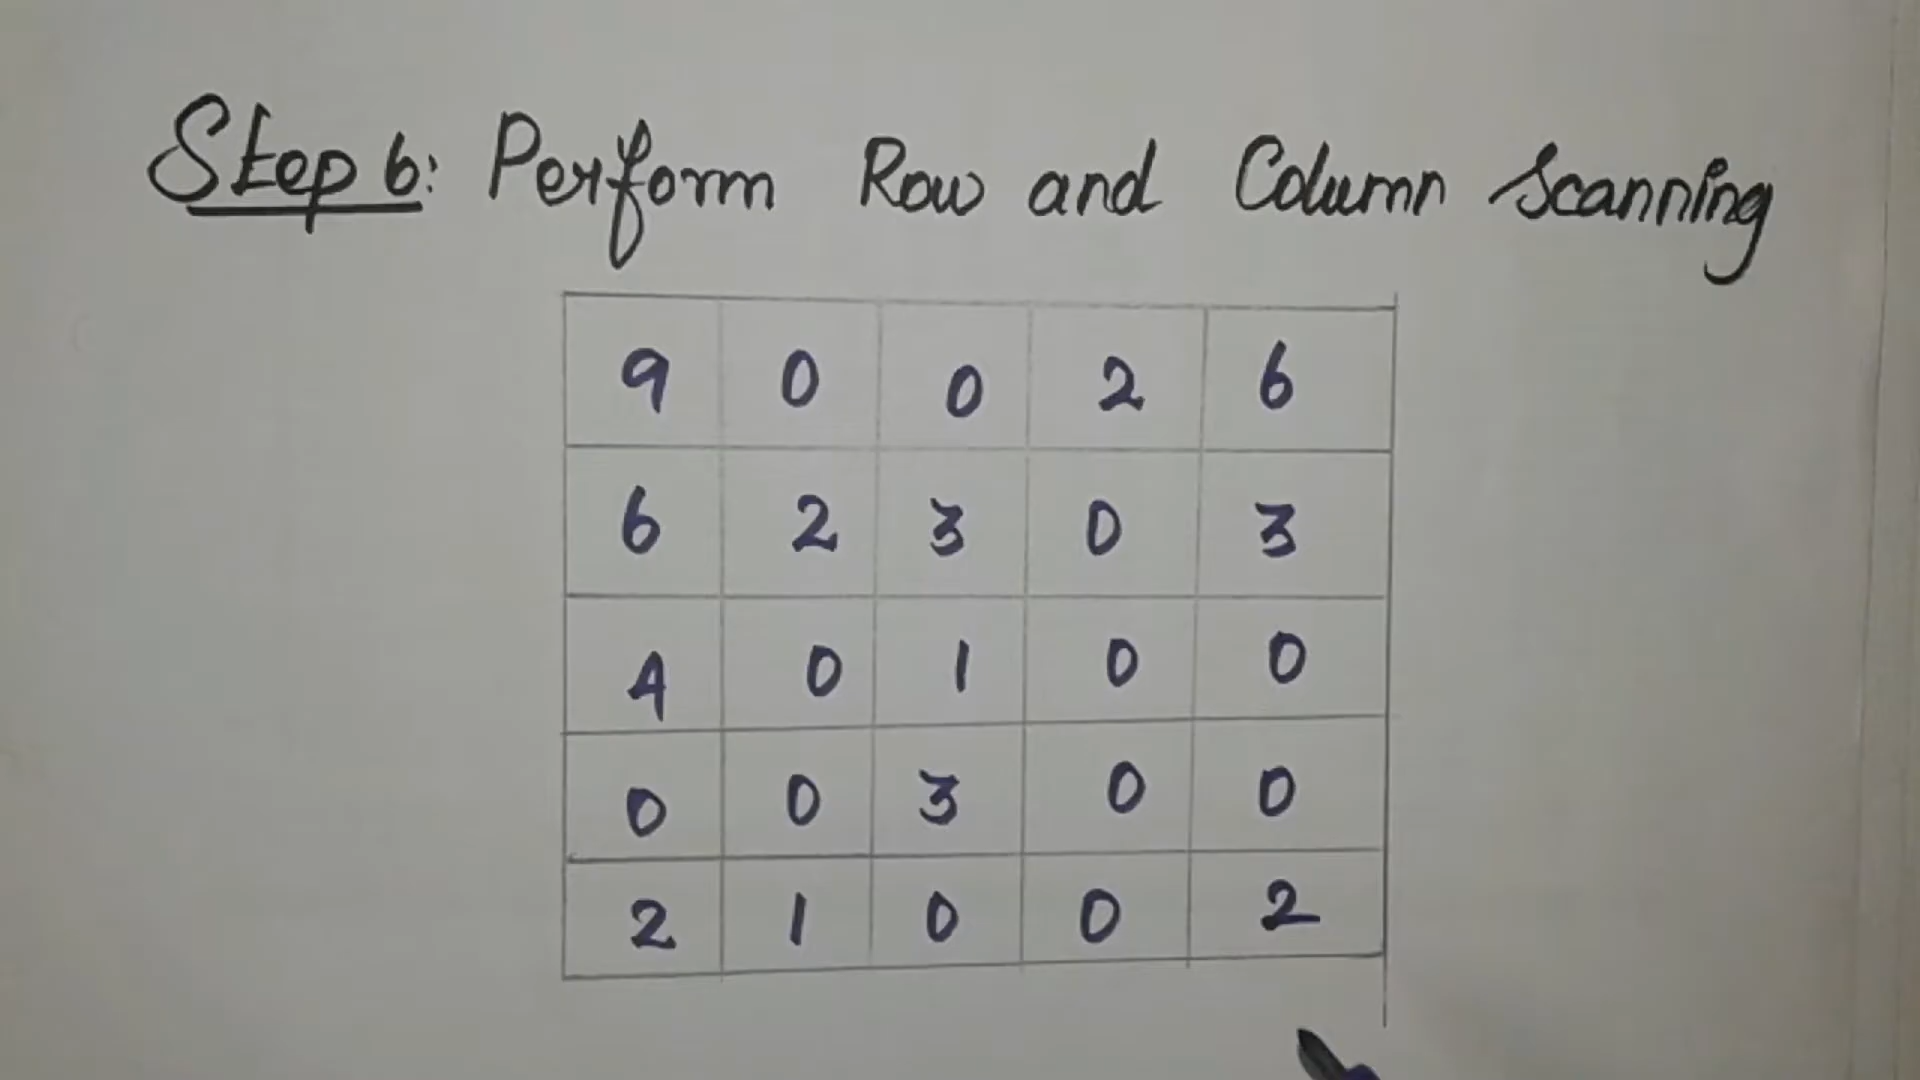 Step 6: Perform Row and Column Scanning
9 0 0 2 6
6 2 3 0 3
4 0 1 0 0
0 0 3 0 0
2 1 0 0 2